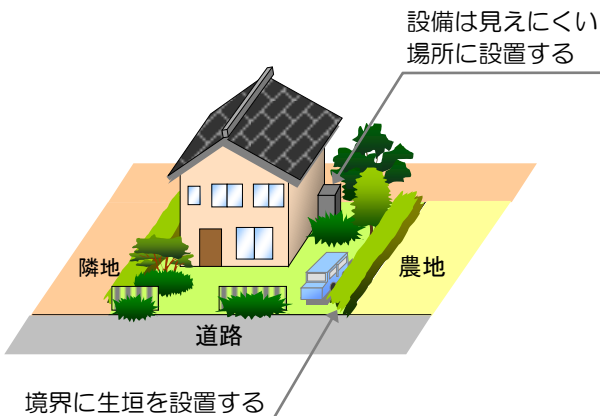 設備は見えにくい
場所に設置する
隣地
農地
道路
境界に生垣を設置する